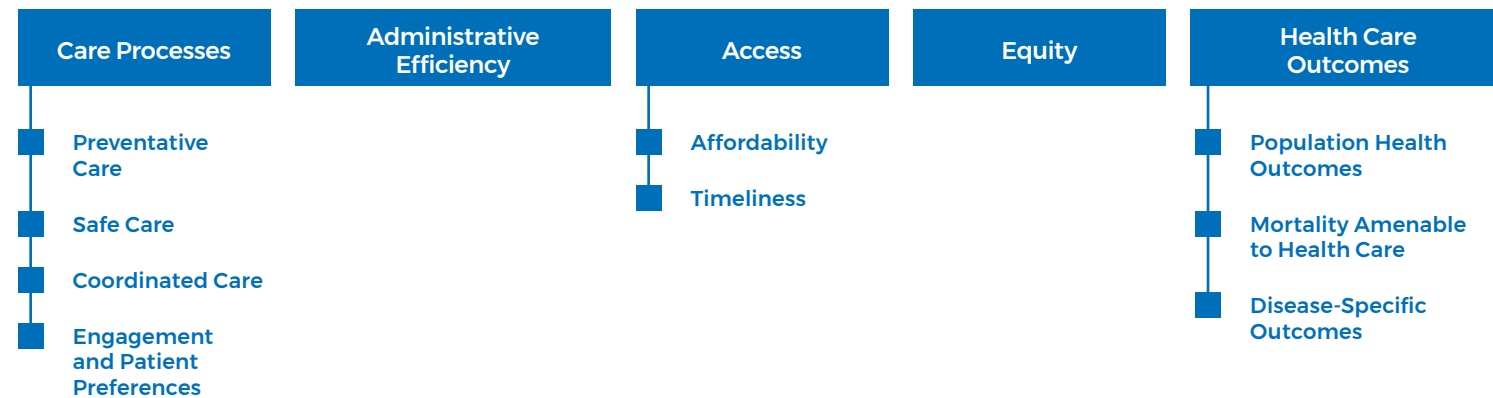 Care Processes
Preventative
Care
Safe Care
Coordinated Care
Engagement
and Patient
Preferences
Administrative
Efficiency
Access
Affordability
Timeliness
Equity
Health Care
Outcomes
Population Health
Outcomes
Mortality Amenable
to Health Care
Disease-Specific
Outcomes